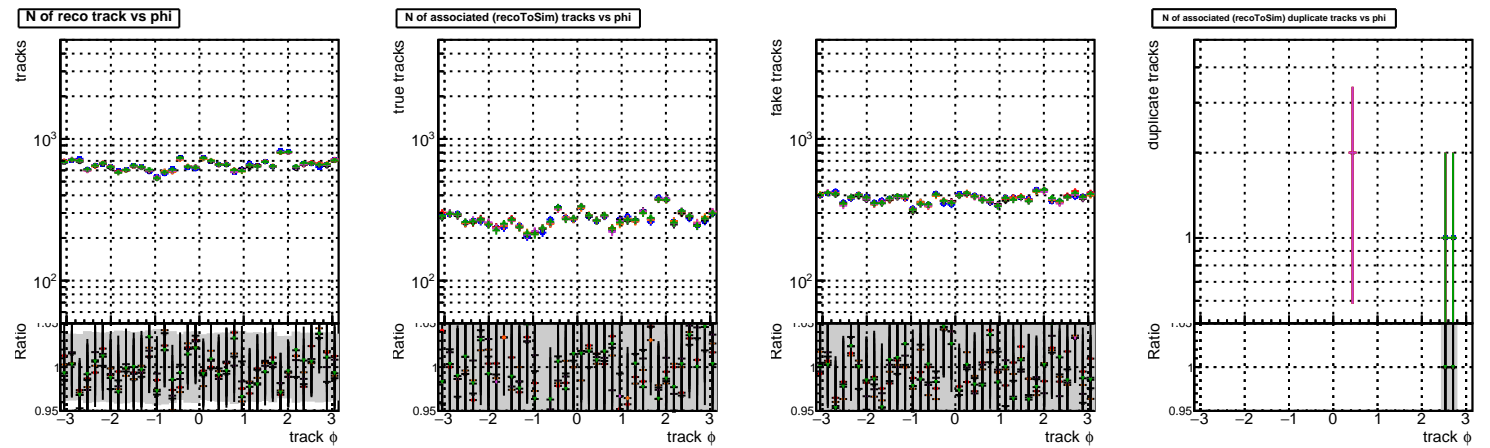 N of reco track vs phi
tracks
10³
10²
Ratio
1
0.95
−3 −2 −1 0 1 2 3
track ϕ
N of associated (recoToSim) tracks vs phi
true tracks
10³
10²
Ratio
1
0.95
−3 −2 −1 0 1 2 3
track ϕ
fake tracks
10³
10²
Ratio
1
0.95
−3 −2 −1 0 1 2 3
track ϕ
N of associated (recoToSim) duplicate tracks vs phi
duplicate tracks
1
Ratio
1
0.95
−3 −2 −1 0 1 2 3
track ϕ